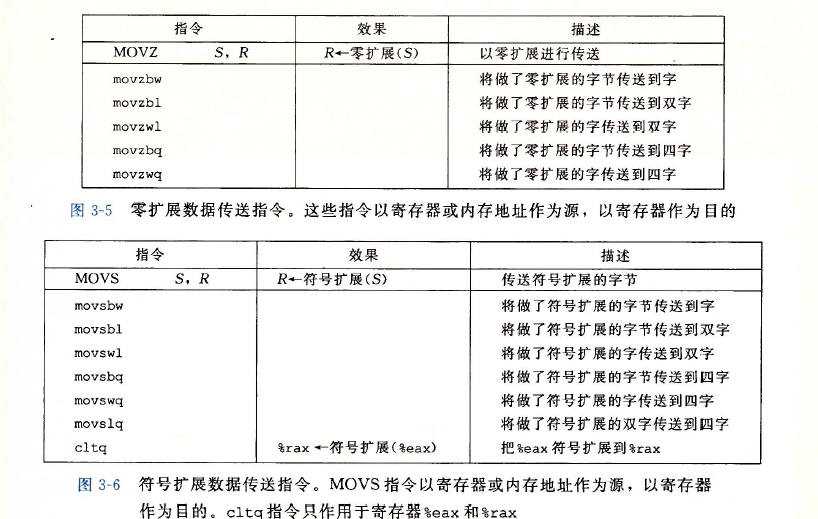 指令 效果 描述
MOVZ S, R R←零扩展(S) 以零扩展进行传送
movzbw 将做了零扩展的字节传送到字
movzbl 将做了零扩展的字节传送到双字
movzwl 将做了零扩展的字传送到双字
movzbq 将做了零扩展的字节传送到四字
movzwq 将做了零扩展的字传送到四字
图 3-5 零扩展数据传送指令。这些指令以寄存器或内存地址作为源，以寄存器作为目的
指令 效果 描述
MOVS S, R R←符号扩展(S) 传送符号扩展的字节
movsbw 将做了符号扩展的字节传送到字
movsbl 将做了符号扩展的字节传送到双字
movswl 将做了符号扩展的字传送到双字
movsbq 将做了符号扩展的字节传送到四字
movswq 将做了符号扩展的字传送到四字
movslq 将做了符号扩展的双字传送到四字
cltq %rax←符号扩展(%eax) 把%eax符号扩展到%rax
图 3-6 符号扩展数据传送指令。MOVS指令以寄存器或内存地址作为源，以寄存器
作为目的。cltq指令只作用于寄存器%eax和%rax